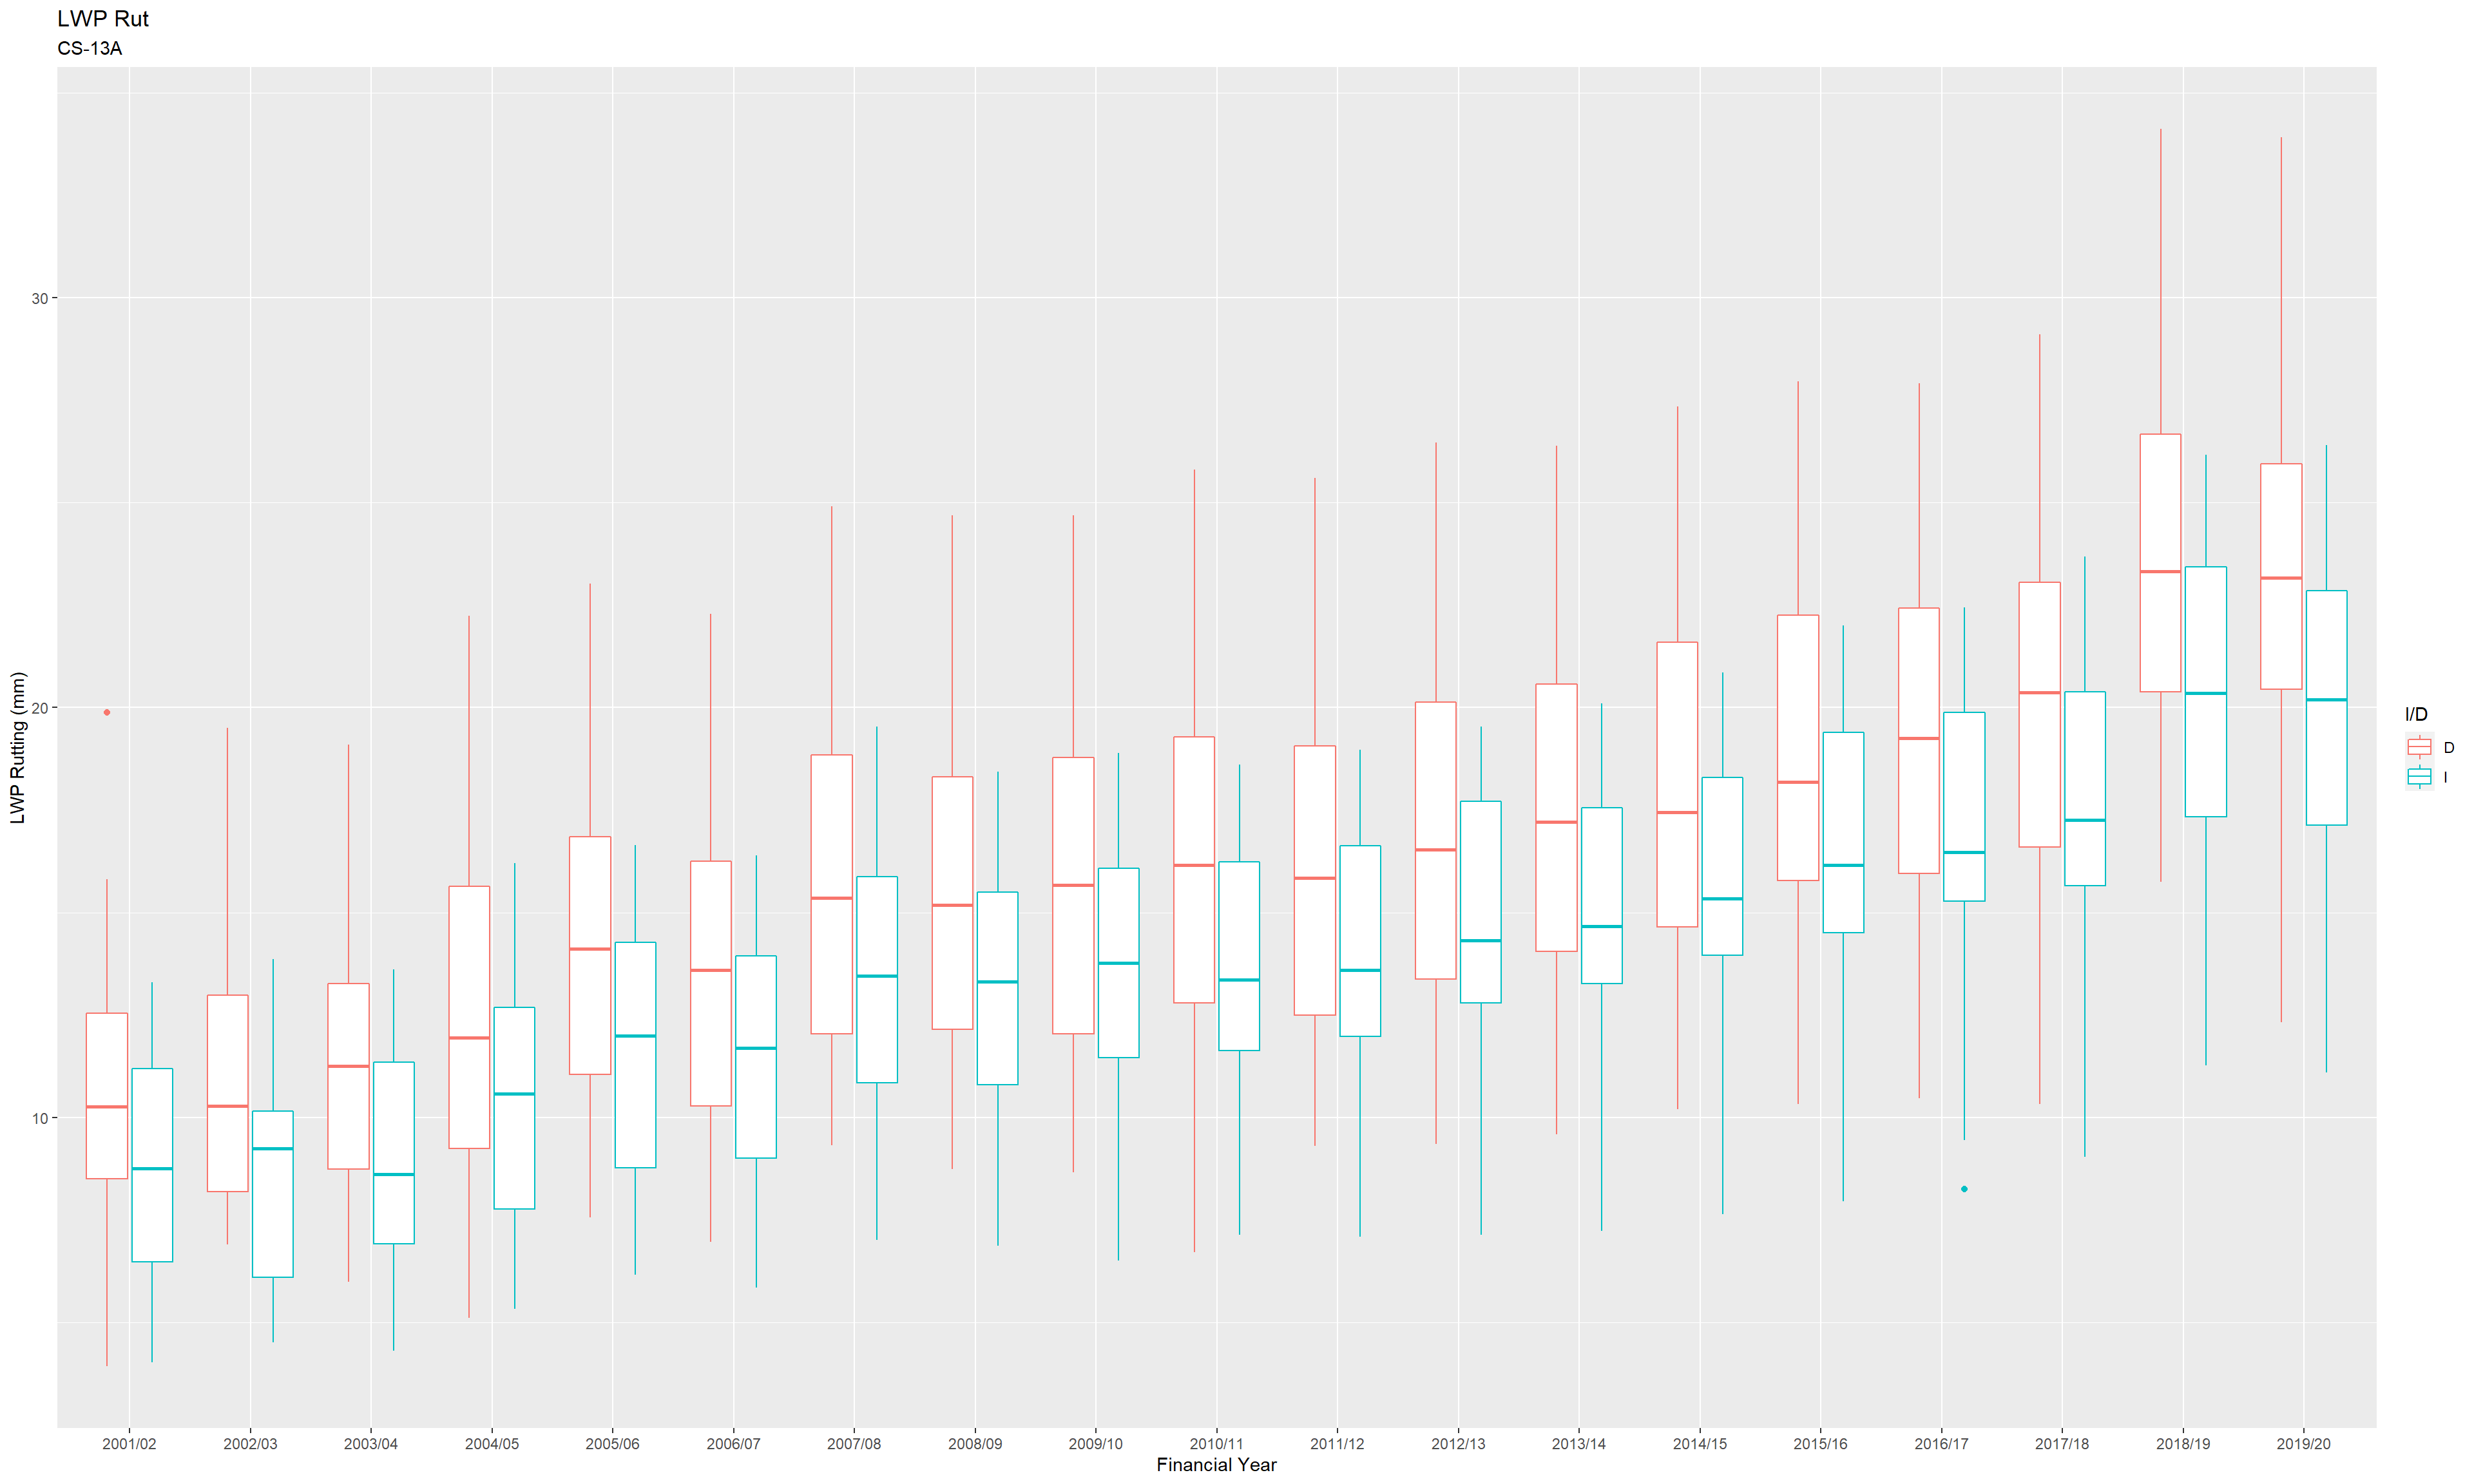 LWP Rut
CS-13A
30
20
10
LWP Rutting (mm)
2001/02 2002/03 2003/04 2004/05 2005/06 2006/07 2007/08 2008/09 2009/10 2010/11 2011/12 2012/13 2013/14 2014/15 2015/16 2016/17 2017/18 2018/19 2019/20
Financial Year
I/D
D
I